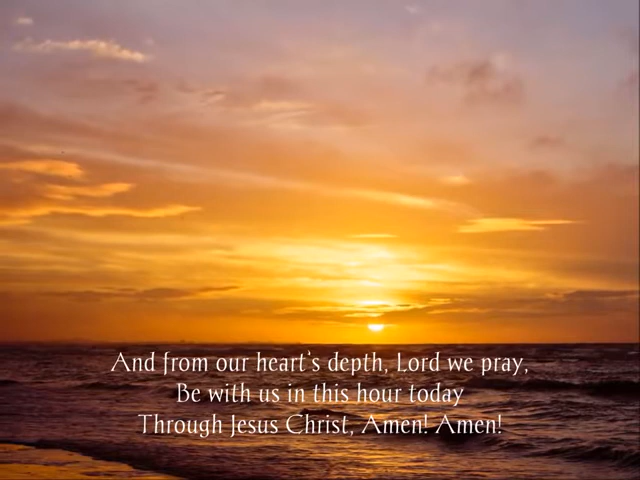 And from our heart's depth, Lord we pray,
Be with us in this hour today
Through Jesus Christ, Amen! Amen!